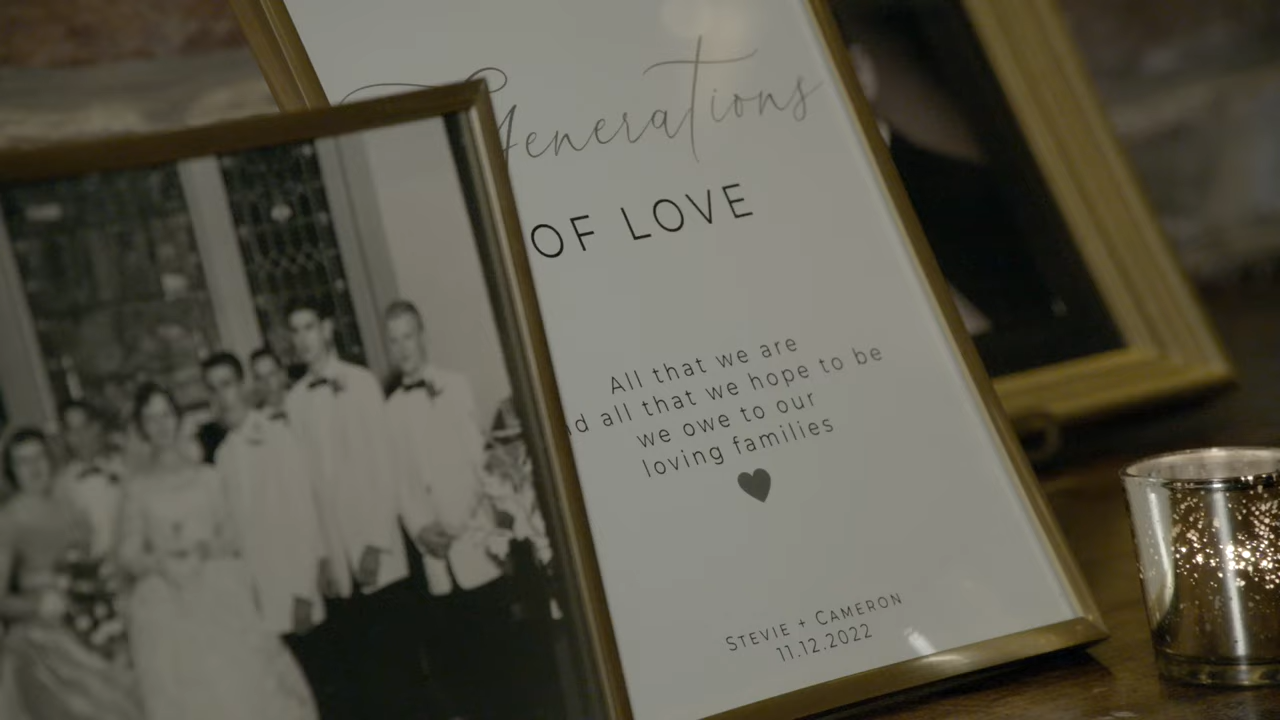 Generations
OF LOVE
All that we are
nd all that we hope to be
we owe to our
loving families
STEVIE + CAMERON
11.12.2022